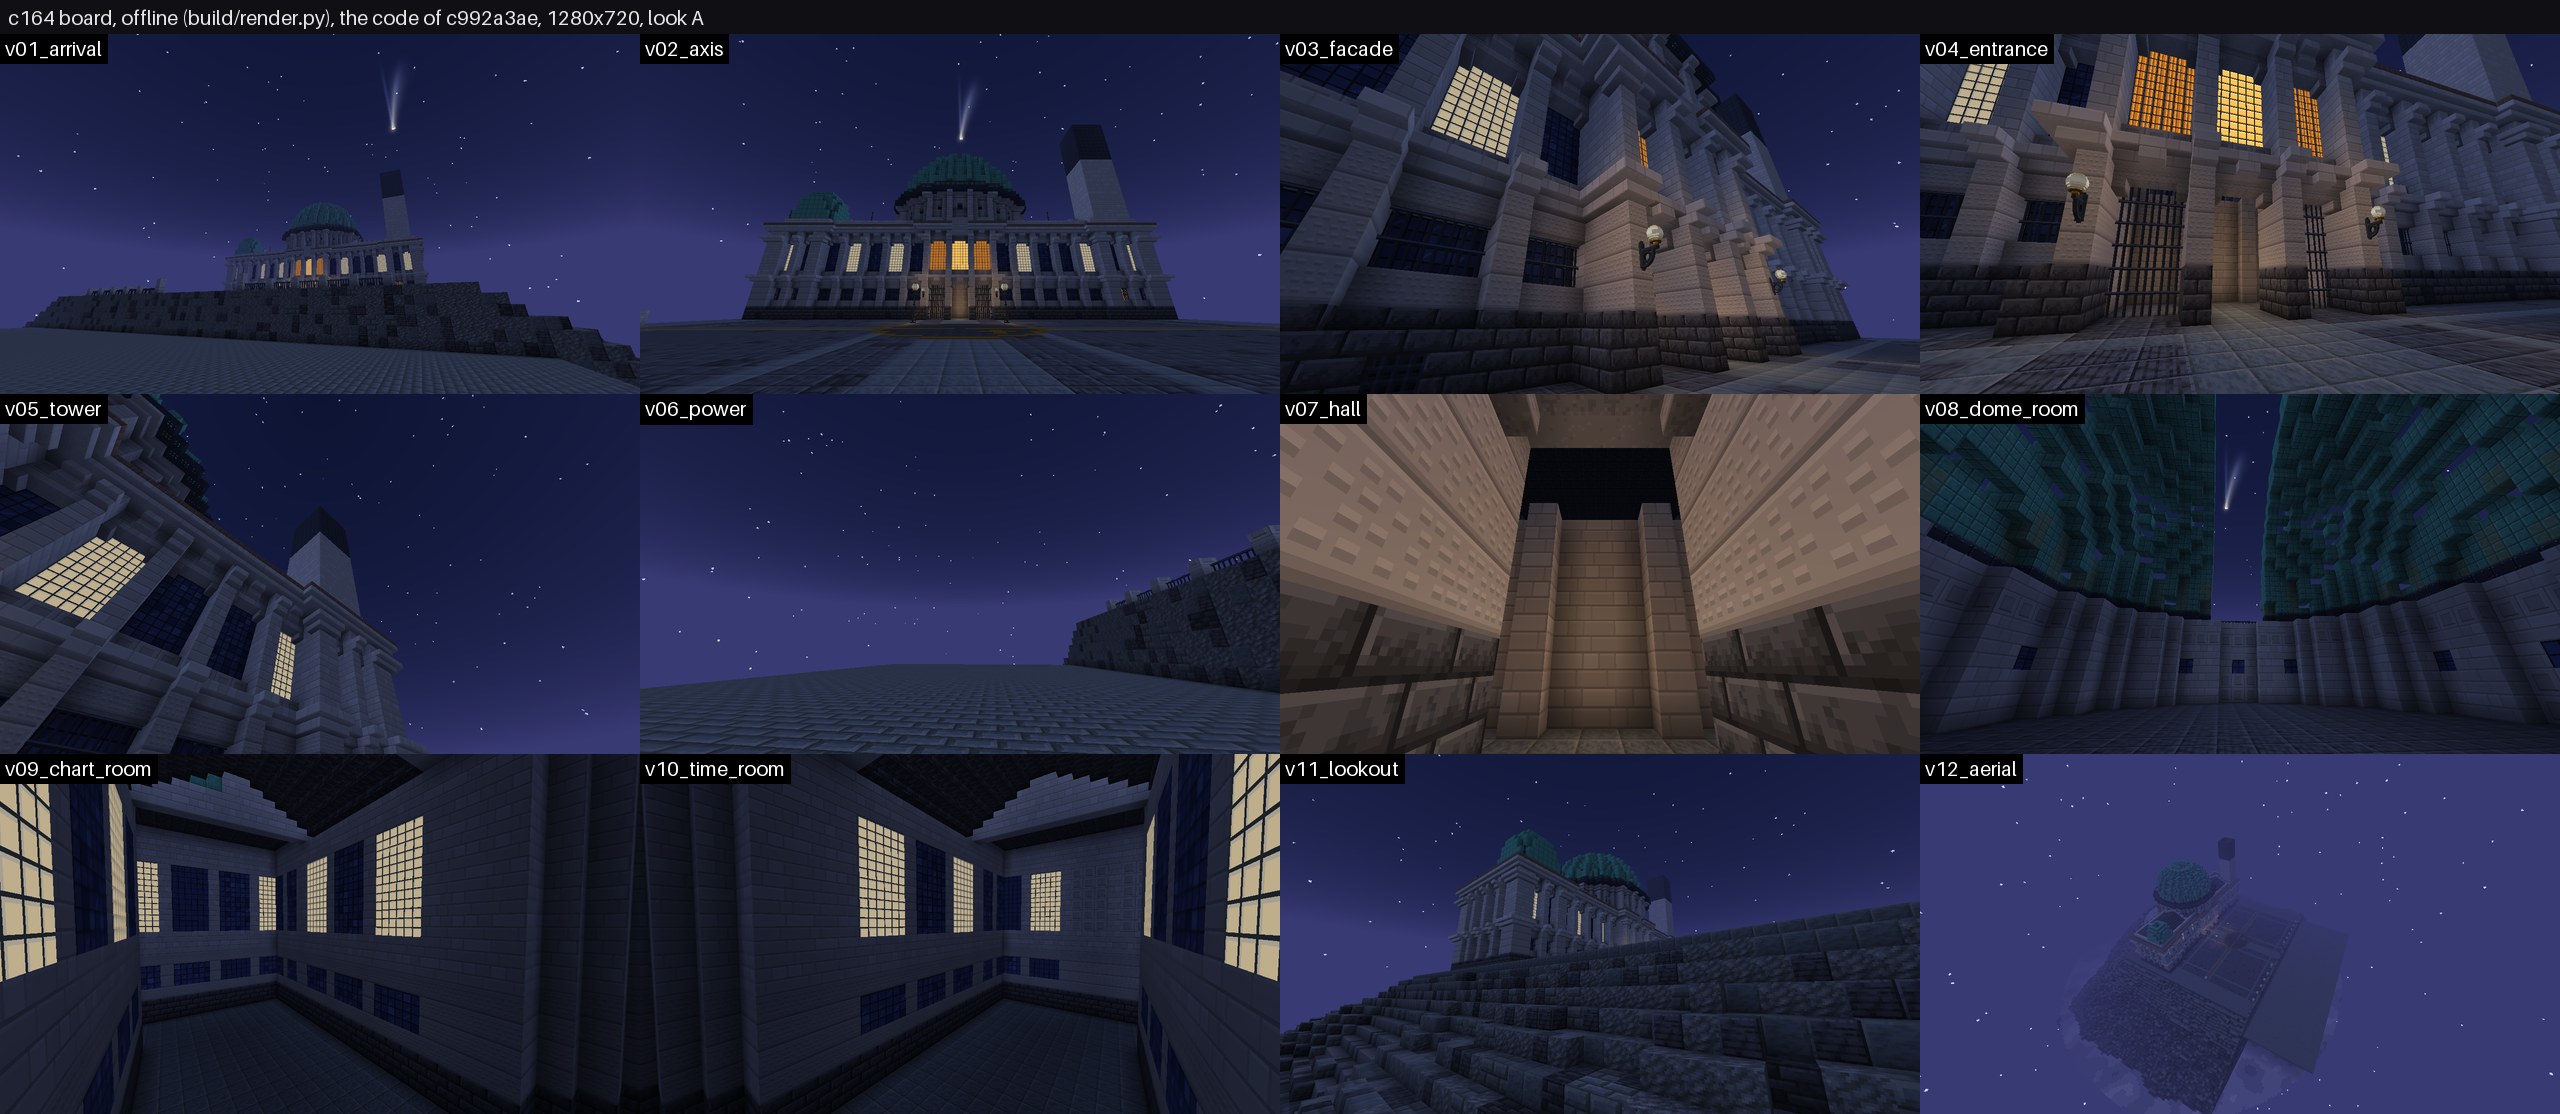 c164 board, offline (build/render.py), the code of c992a3ae, 1280x720, look A
v01_arrival
v02_axis
v03_facade
v04_entrance
v05_tower
v06_power
v07_hall
v08_dome_room
v09_chart_room
v10_time_room
v11_lookout
v12_aerial